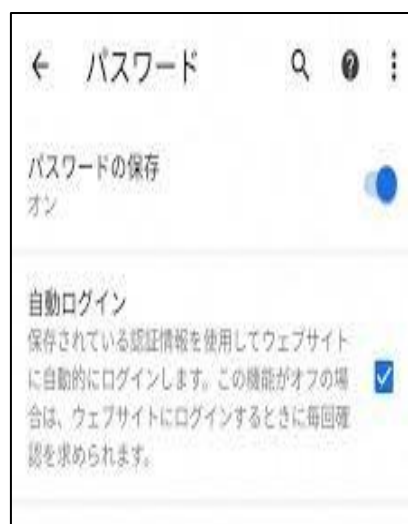 パスワード
パスワードの保存
オン
自動ログイン
保存されている認証情報を使用してウェブサイト
に自動的にログインします。この機能がオフの場
合は、ウェブサイトにログインするときに毎回確
認を求められます。